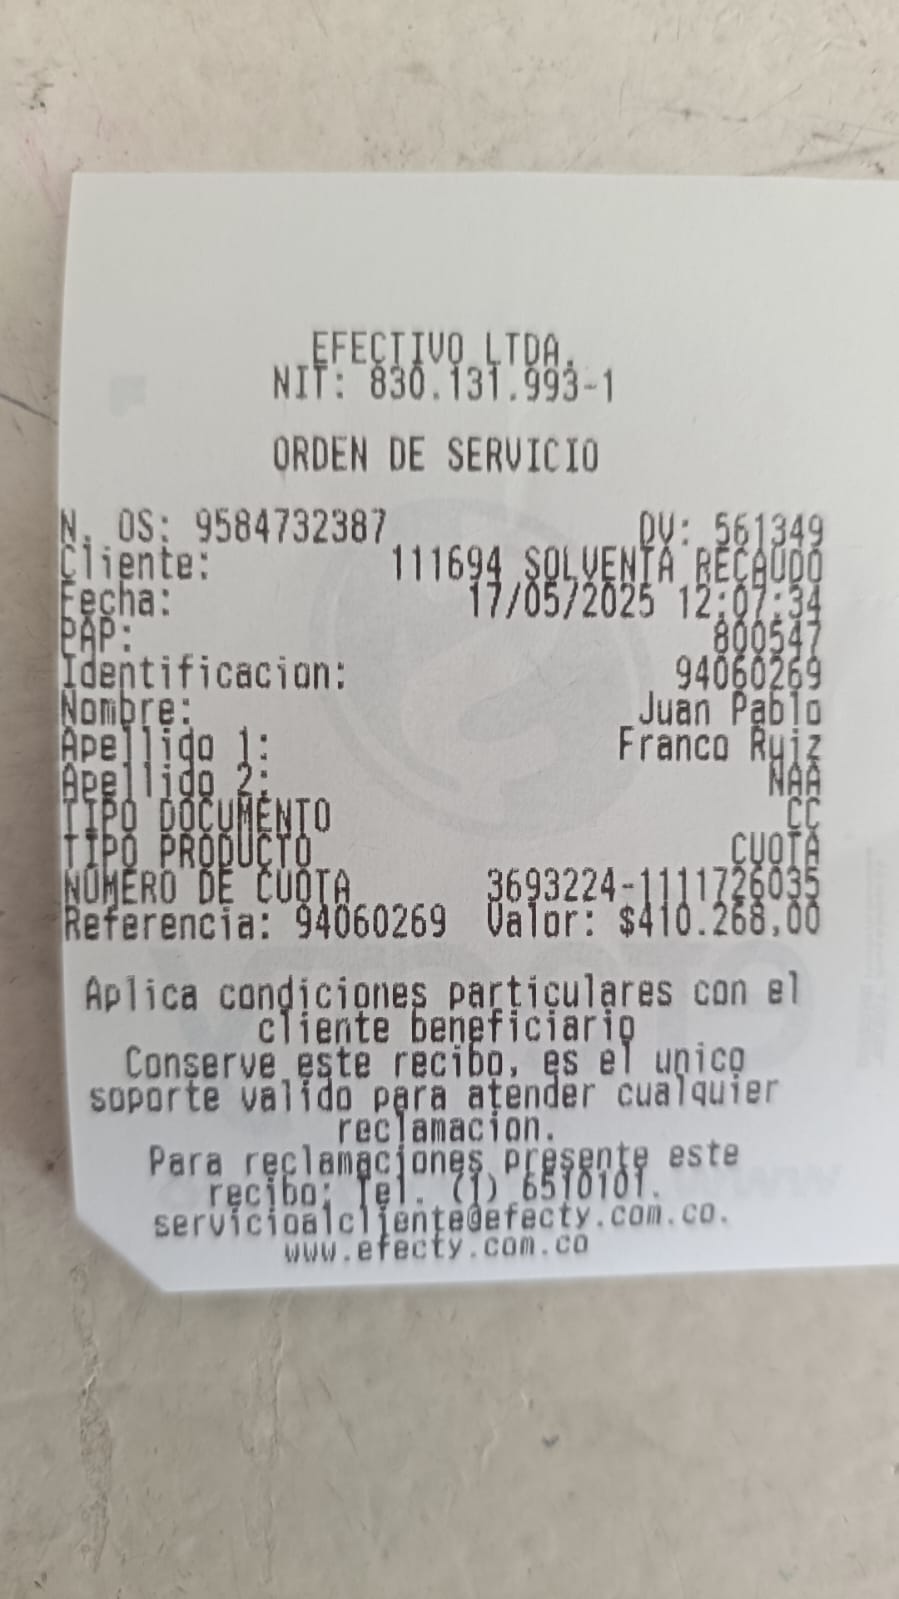 EFECTIVO LTDA.
NIT: 830.131.993-1
ORDEN DE SERVICIO
N. OS: 9584732387 DV: 561349
Cliente: 111694 SOLVENTA RECAUDO
Fecha: 17/05/2025 12:07:34
PAP: 800547
Identificacion: 94060269
Nombre: Juan Pablo
Apellido 1: Franco Ruiz
Apellido 2: NAA
TIPO DOCUMENTO CC
TIPO PRODUCTO CUOTA
NUMERO DE CUOTA 3693224-1111726035
Referencia: 94060269 Valor: $410.268,00
Aplica condiciones particulares con el
cliente beneficiario
Conserve este recibo, es el unico
soporte valido para atender cualquier
reclamacion.
Para reclamaciones presente este
recibo: Tel. (1) 6510101.
servicioalcliente@efecty.com.co.
www.efecty.com.co